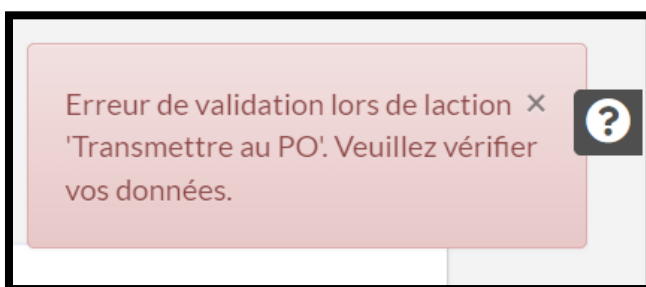 Erreur de validation lors de laction ×
'Transmettre au PO'. Veuillez vérifier
vos données.
?